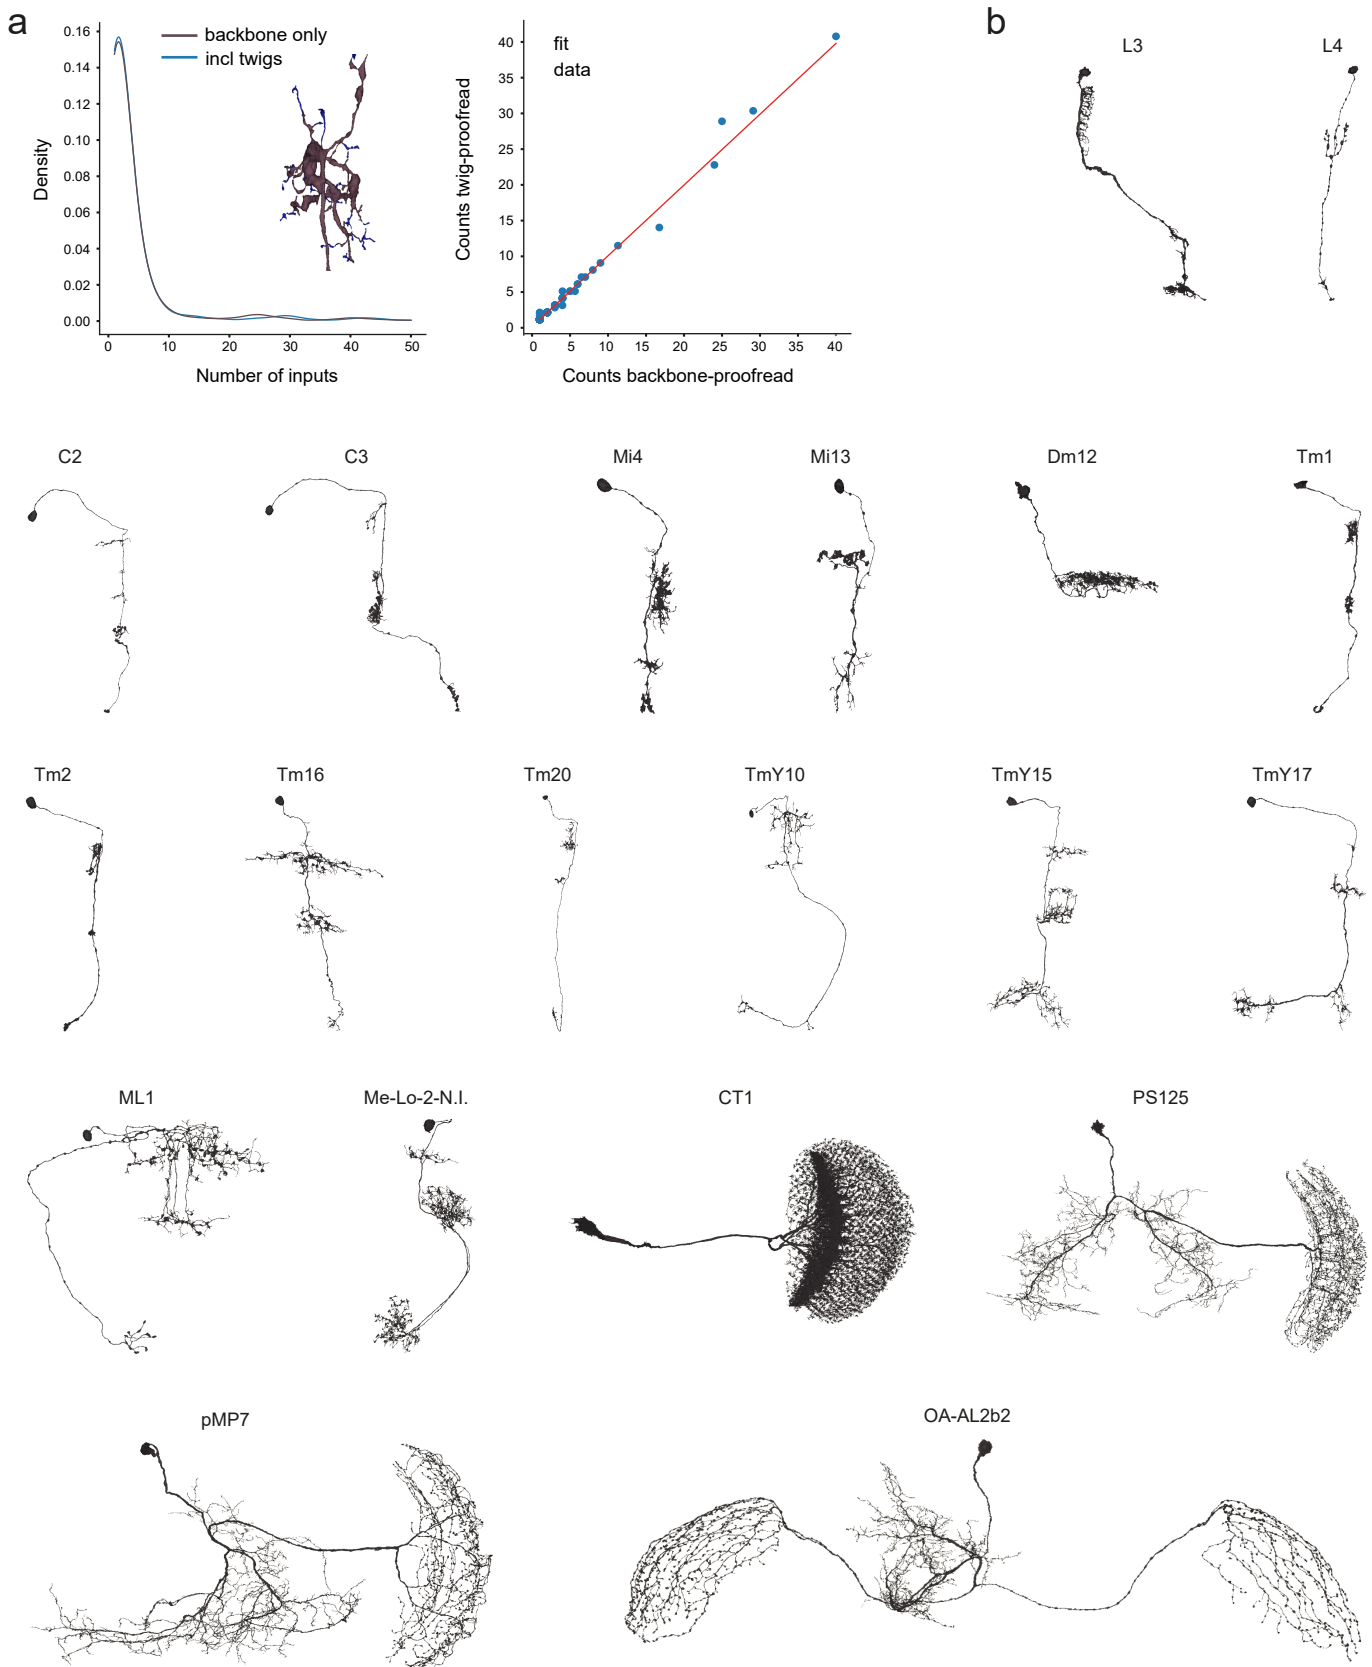 a
b
backbone only
incl twigs
0.16
0.14
0.12
0.10
0.08
0.06
0.04
0.02
0.00
Density
0
10
20
30
40
50
Number of inputs
fit
data
40
35
30
25
20
15
10
5
0
Counts twig-proofread
0
5
10
15
20
25
30
35
40
Counts backbone-proofread
L3
L4
C2
C3
Mi4
Mi13
Dm12
Tm1
Tm2
Tm16
Tm20
TmY10
TmY15
TmY17
ML1
Me-Lo-2-N.I.
CT1
PS125
pMP7
OA-AL2b2